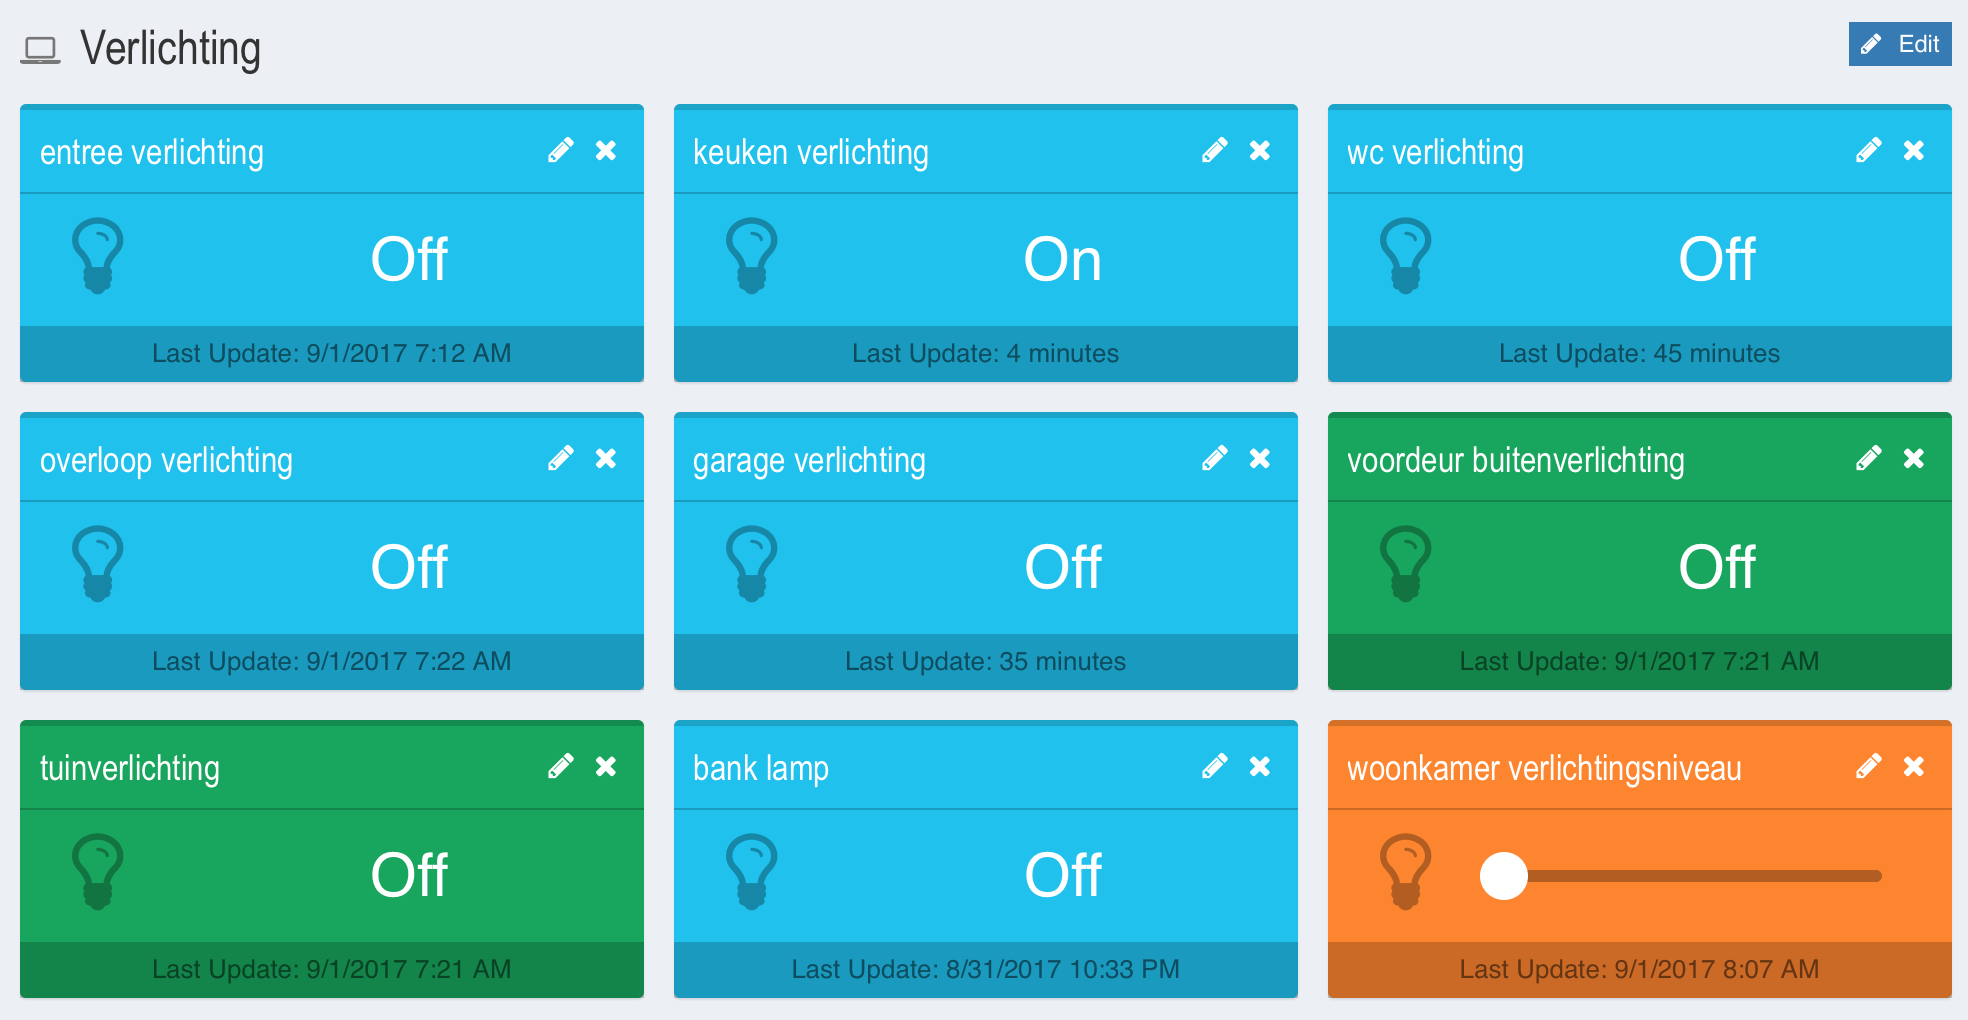 Verlichting
Edit
entree verlichting
Off
Last Update: 9/1/2017 7:12 AM
keuken verlichting
On
Last Update: 4 minutes
wc verlichting
Off
Last Update: 45 minutes
overloop verlichting
Off
Last Update: 9/1/2017 7:22 AM
garage verlichting
Off
Last Update: 35 minutes
voordeur buitenverlichting
Off
Last Update: 9/1/2017 7:21 AM
tuinverlichting
Off
Last Update: 9/1/2017 7:21 AM
bank lamp
Off
Last Update: 8/31/2017 10:33 PM
woonkamer verlichtingsniveau
Last Update: 9/1/2017 8:07 AM